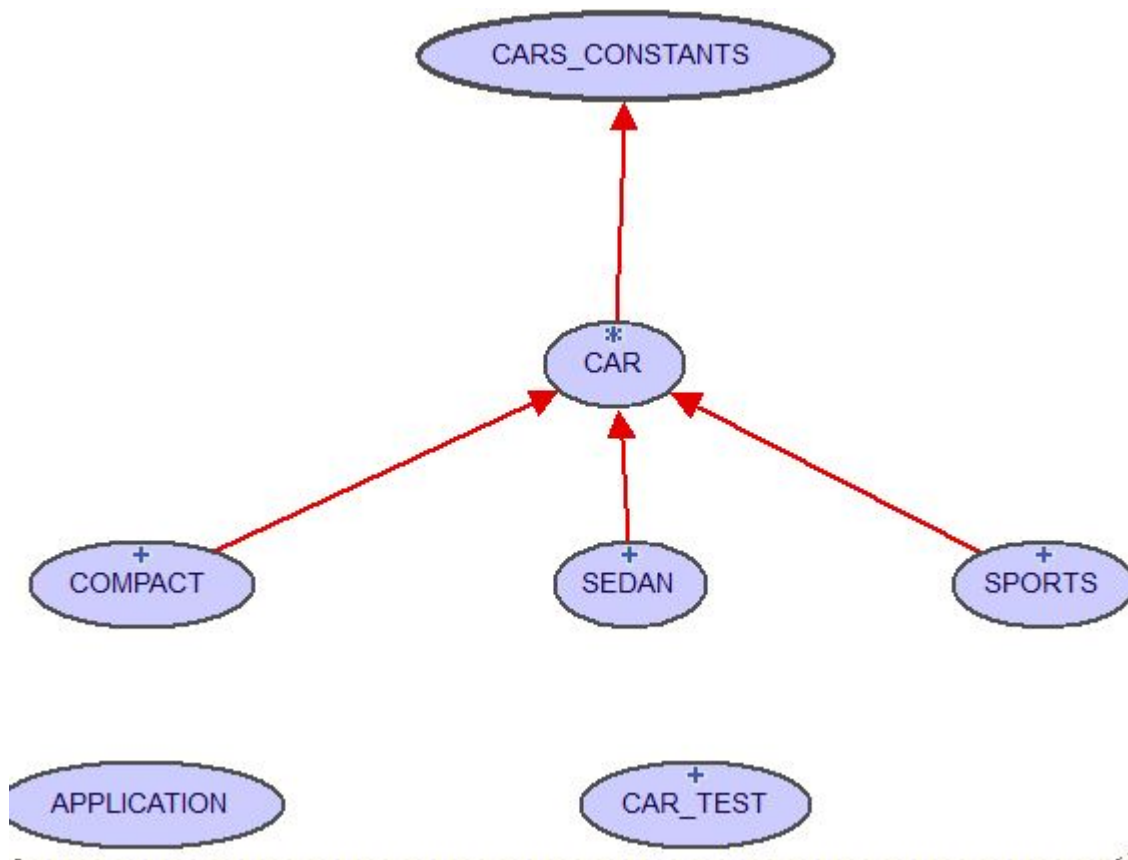 CARS_CONSTANTS
*
CAR
+
COMPACT
+
SEDAN
+
SPORTS
APPLICATION
+
CAR_TEST